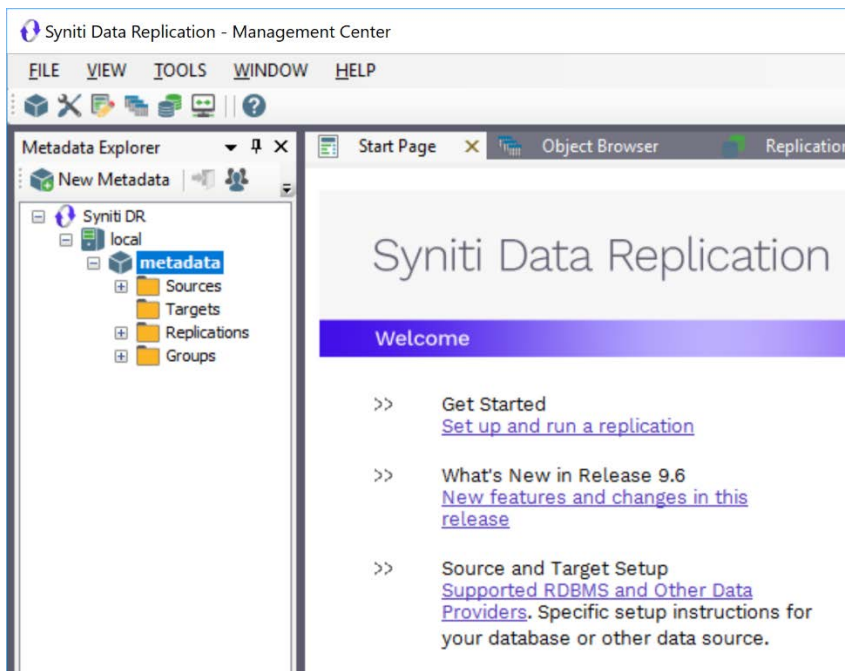 Syniti Data Replication - Management Center
FILE VIEW TOOLS WINDOW HELP
Metadata Explorer
New Metadata
Syniti DR
local
metadata
Sources
Targets
Replications
Groups
Start Page Object Browser Replication
Syniti Data Replication
Welcome
>> Get Started
Set up and run a replication
>> What's New in Release 9.6
New features and changes in this
release
>> Source and Target Setup
Supported RDBMS and Other Data
Providers. Specific setup instructions for
your database or other data source.